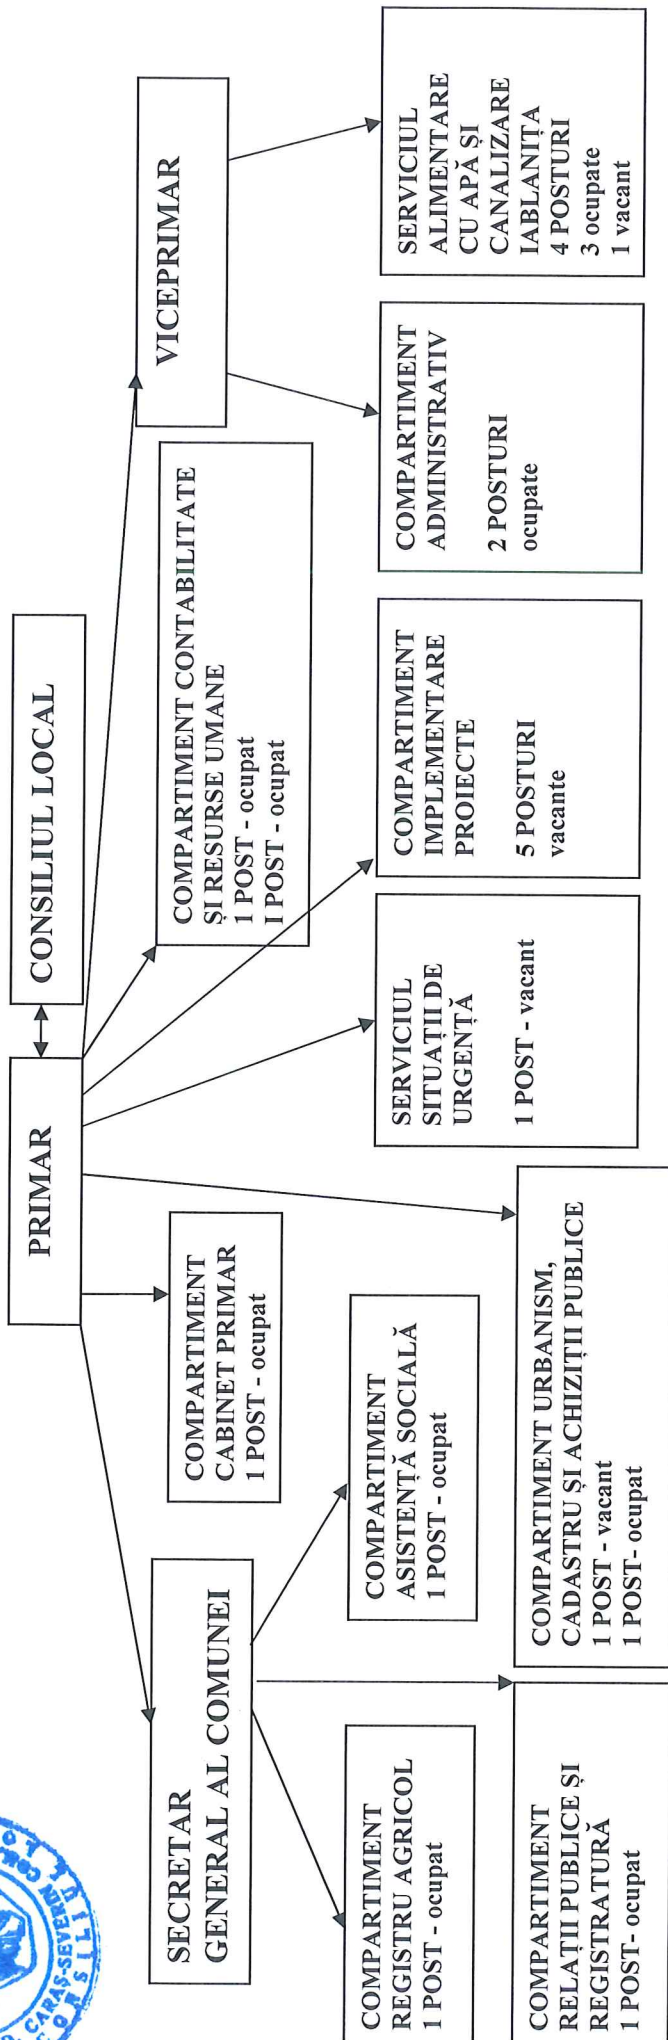 CONSILIUL LOCAL
PRIMAR
VICEPRIMAR
COMPARTIMENT CONTABILITATE
ȘI RESURSE UMANE
1 POST - ocupat
1POST - ocupat
COMPARTIMENT
CABINET PRIMAR
1 POST - ocupat
SECRETAR
GENERAL AL COMUNEI
COMPARTIMENT
REGISTRU AGRICOL
1 POST - ocupat
COMPARTIMENT
ASISTENȚĂ SOCIALĂ
1 POST - ocupat
SERVICIUL
SITUAȚII DE
URGENȚĂ
1 POST - vacant
COMPARTIMENT
IMPLEMENTARE
PROIECTE
5 POSTURI
vacante
COMPARTIMENT
ADMINISTRATIV
2 POSTURI
ocupate
SERVICIUL
ALIMENTARE
CU APĂ ȘI
CANALIZARE
IABLANIȚA
4 POSTURI
3 ocupate
1 vacant
COMPARTIMENT
RELAȚII PUBLICE ȘI
REGISTRATURĂ
1 POST- ocupat
COMPARTIMENT URBANISM,
CADASTRU ȘI ACHIZIȚII PUBLICE
1 POST - vacant
1 POST- ocupat
CARAȘ-SEVERIN
CONSILIUL